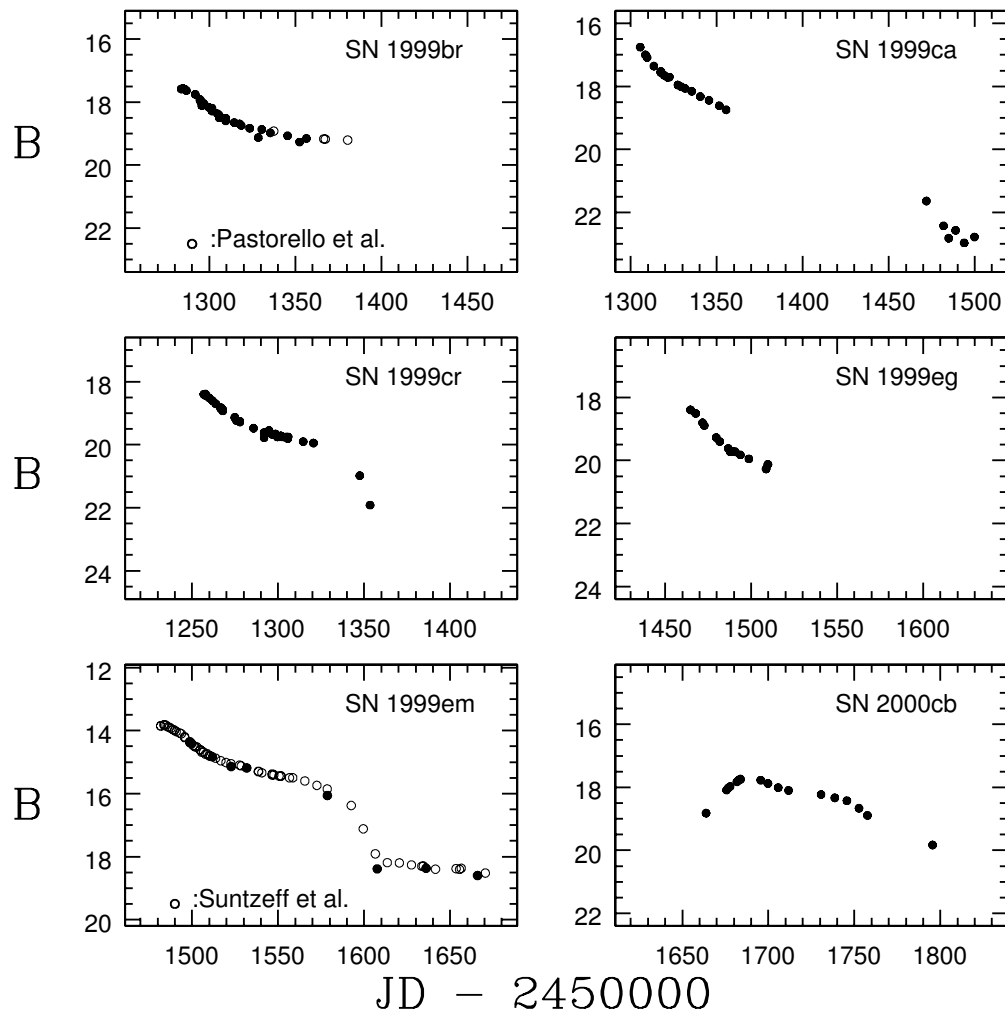 SN 1999br
16
18
20
22
B
:Pastorello et al.
1300 1350 1400 1450
SN 1999ca
16
18
20
22
1300 1350 1400 1450 1500
SN 1999cr
18
20
22
24
B
1250 1300 1350 1400
SN 1999eg
18
20
22
24
1450 1500 1550 1600
SN 1999em
12
14
16
18
20
B
:Suntzeff et al.
1500 1550 1600 1650
SN 2000cb
16
18
20
22
1650 1700 1750 1800
JD − 2450000